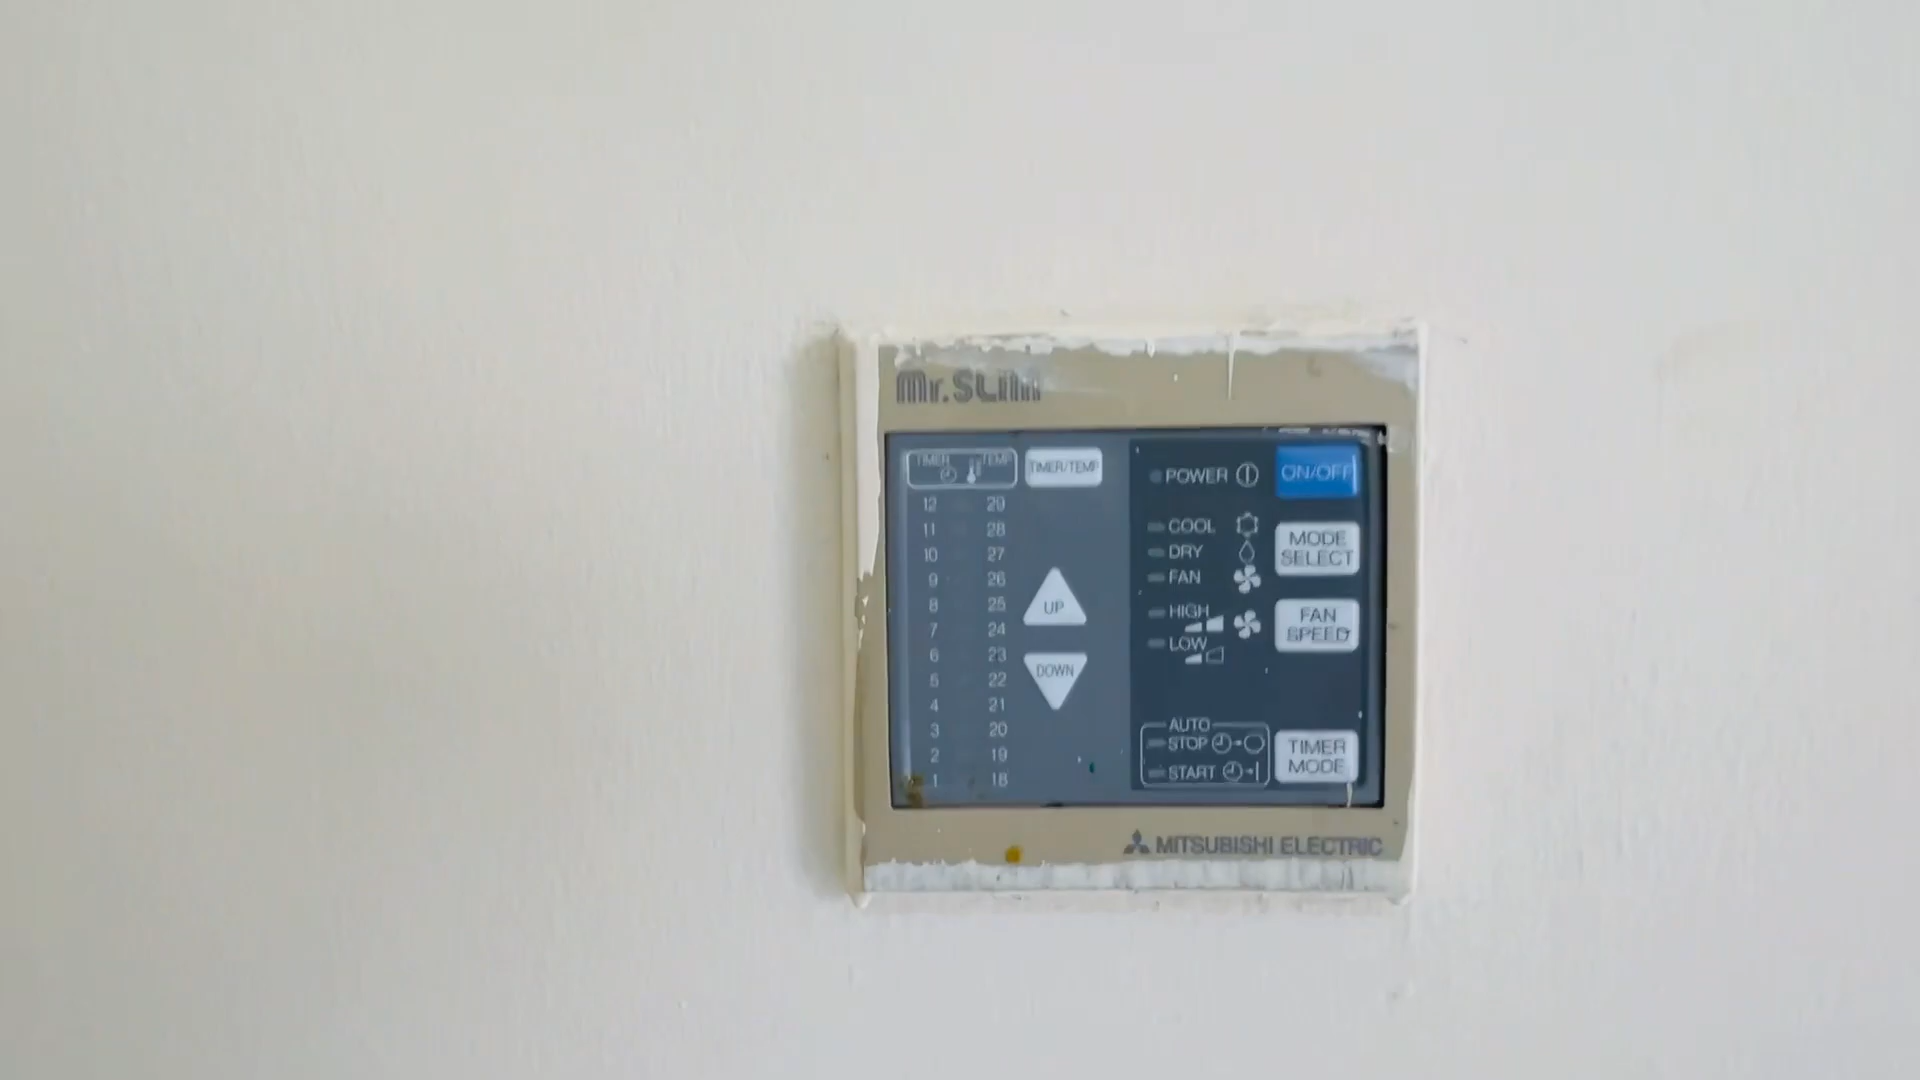 Mr. SLIM
TIMER TEMP
TIMER/TEMP
12 29
11 28
10 27
9 26
8 25
7 24
6 23
5 22
4 21
3 20
2 19
1 18
UP
DOWN
POWER
ON/OFF
COOL
DRY
FAN
MODE
SELECT
HIGH
LOW
FAN
SPEED
AUTO
STOP
START
TIMER
MODE
MITSUBISHI ELECTRIC